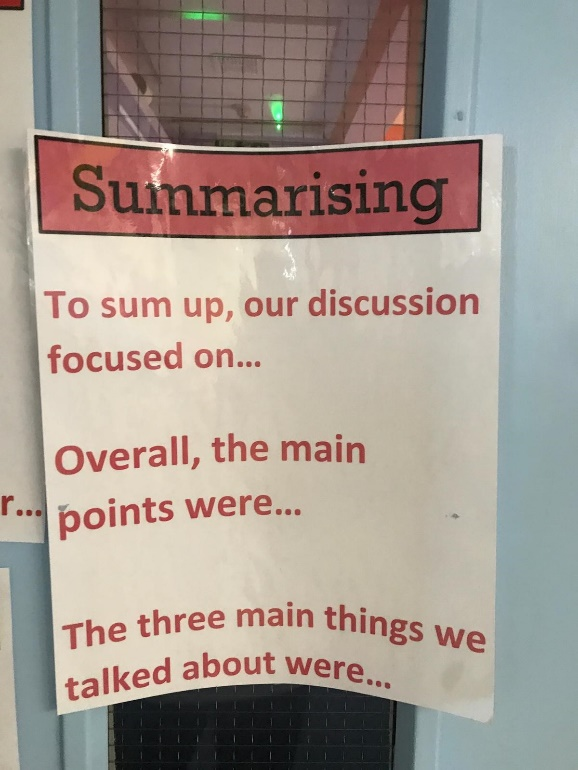 Summarising
To sum up, our discussion
focused on...
Overall, the main
points were...
r...
The three main things we
talked about were...